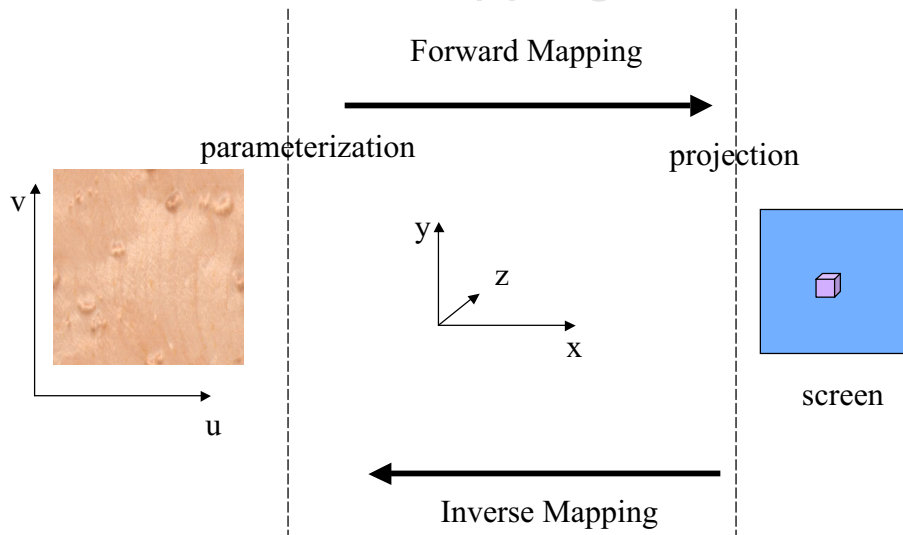 Forward Mapping
parameterization
projection
v
y
z
x
u
screen
Inverse Mapping